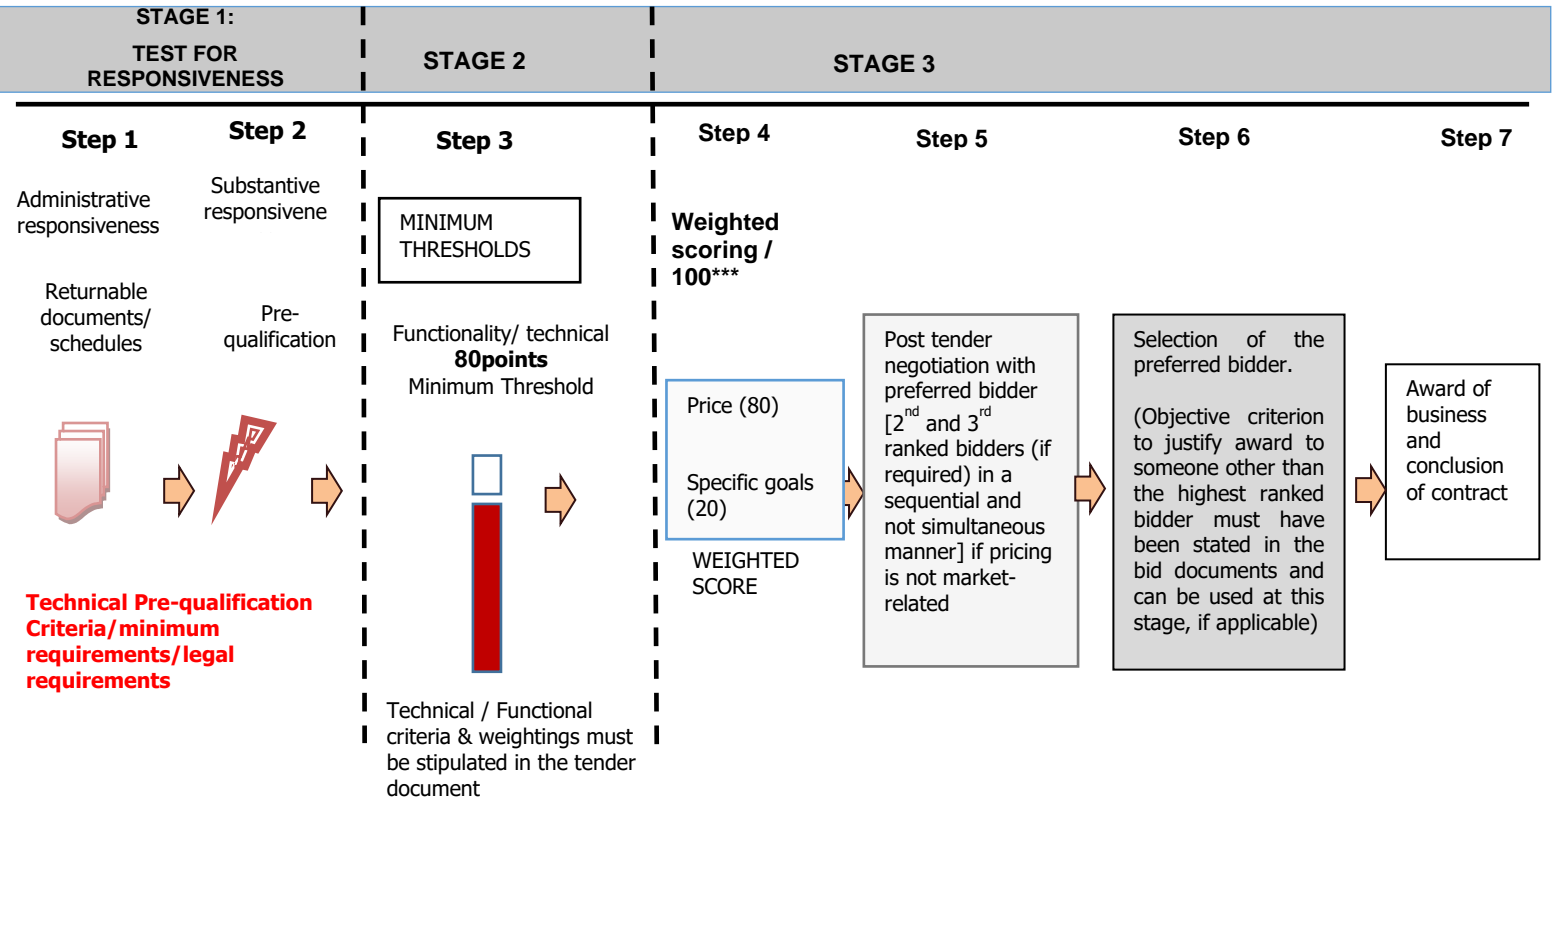 STAGE 1:
TEST FOR
RESPONSIVENESS
STAGE 2
STAGE 3
Step 1
Administrative
responsiveness
Returnable
documents/
schedules
Step 2
Substantive
responsivene
Pre-
qualification
Technical Pre-qualification
Criteria/minimum
requirements/legal
requirements
Step 3
MINIMUM
THRESHOLDS
Functionality/ technical
80points
Minimum Threshold
Technical / Functional
criteria & weightings must
be stipulated in the tender
document
Step 4
Weighted
scoring /
100***
Price (80)
Specific goals
(20)
WEIGHTED
SCORE
Step 5
Post tender
negotiation with
preferred bidder
[2nd and 3rd
ranked bidders (if
required) in a
sequential and
not simultaneous
manner] if pricing
is not market-
related
Step 6
Selection of the
preferred bidder.
(Objective criterion
to justify award to
someone other than
the highest ranked
bidder must have
been stated in the
bid documents and
can be used at this
stage, if applicable)
Step 7
Award of
business
and
conclusion
of contract